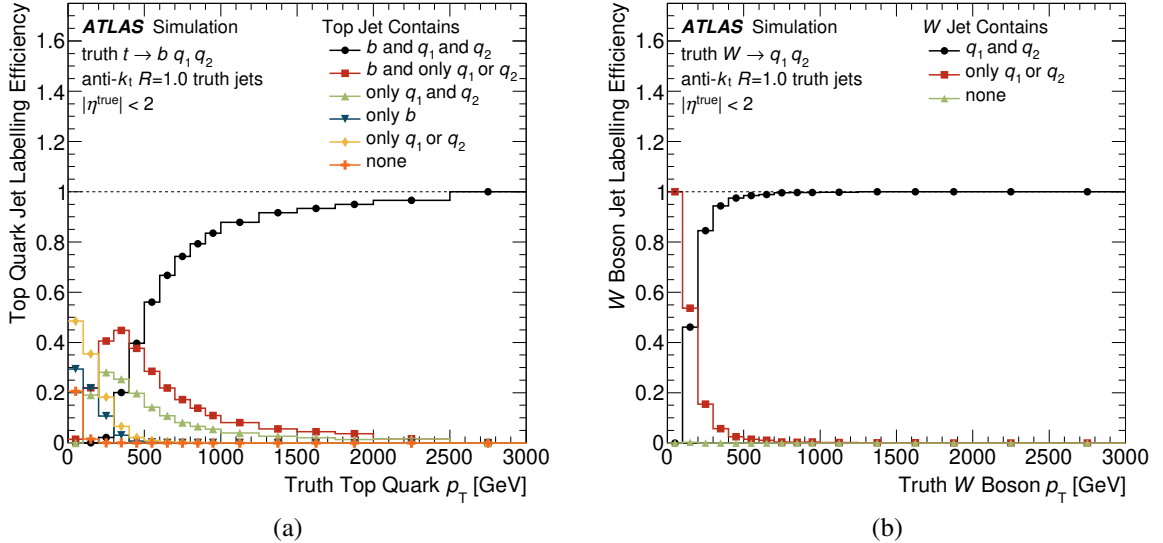 ATLAS Simulation
truth t → b q1 q2
anti-kt R=1.0 truth jets
|ηtrue| < 2
Top Jet Contains
b and q1 and q2
b and only q1 or q2
only q1 and q2
only b
only q1 or q2
none
Top Quark Jet Labelling Efficiency
1.6
1.4
1.2
1
0.8
0.6
0.4
0.2
0
0 500 1000 1500 2000 2500 3000
Truth Top Quark pT [GeV]
(a)
ATLAS Simulation
truth W → q1 q2
anti-kt R=1.0 truth jets
|ηtrue| < 2
W Jet Contains
q1 and q2
only q1 or q2
none
W Boson Jet Labelling Efficiency
1.6
1.4
1.2
1
0.8
0.6
0.4
0.2
0
0 500 1000 1500 2000 2500 3000
Truth W Boson pT [GeV]
(b)